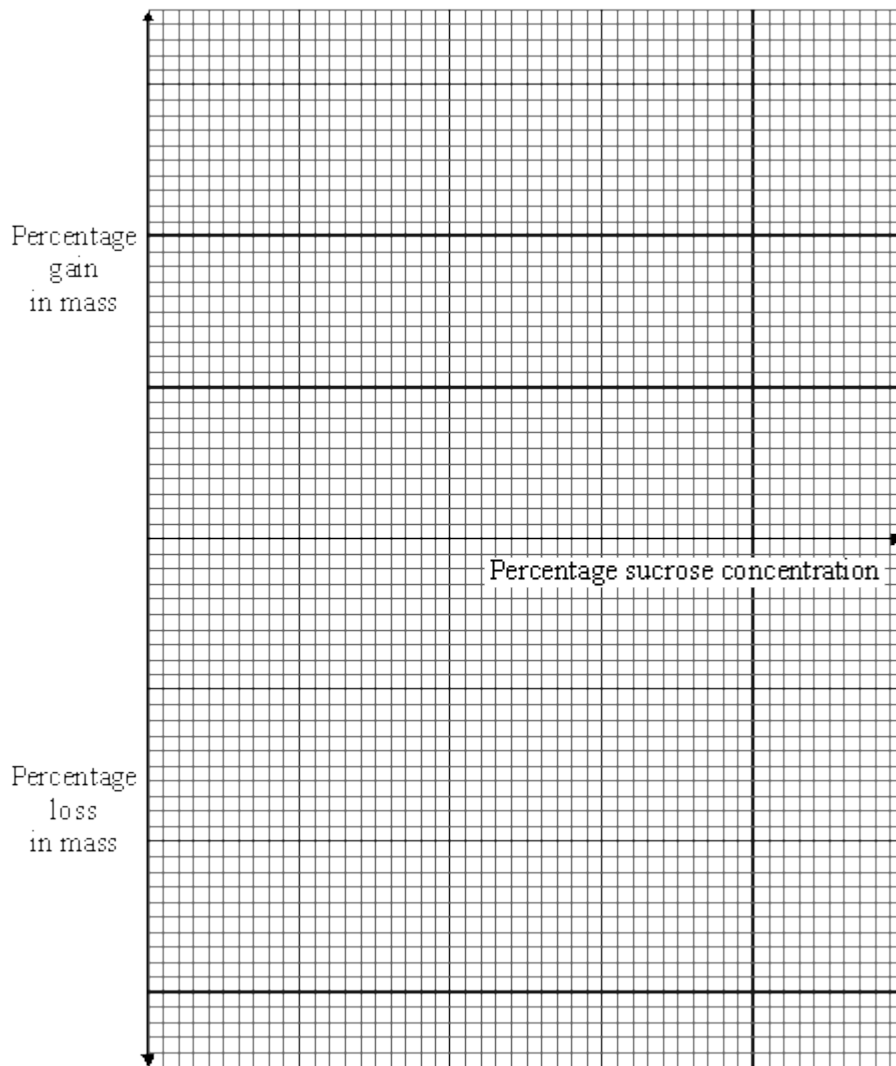 Percentage
gain
in mass
Percentage sucrose concentration
Percentage
loss
in mass